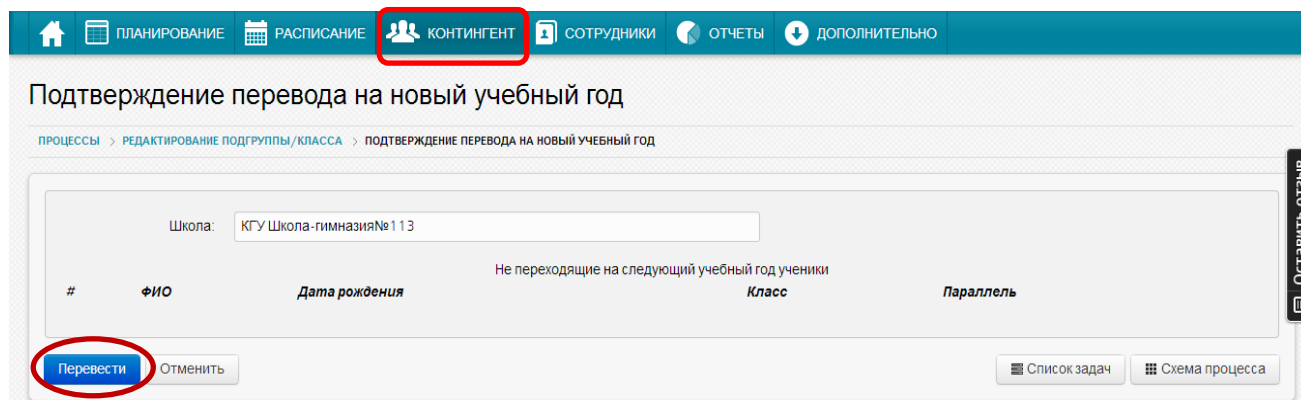 ПЛАНИРОВАНИЕ РАСПИСАНИЕ КОНТИНГЕНТ СОТРУДНИКИ ОТЧЕТЫ ДОПОЛНИТЕЛЬНО
Подтверждение перевода на новый учебный год
ПРОЦЕССЫ > РЕДАКТИРОВАНИЕ ПОДГРУППЫ/КЛАССА > ПОДТВЕРЖДЕНИЕ ПЕРЕВОДА НА НОВЫЙ УЧЕБНЫЙ ГОД
Школа: КГУ Школа-гимназия№113
Не переходящие на следующий учебный год ученики
# ФИО Дата рождения Класс Параллель
Перевести Отменить Список задач Схема процесса
Оставить отзыв